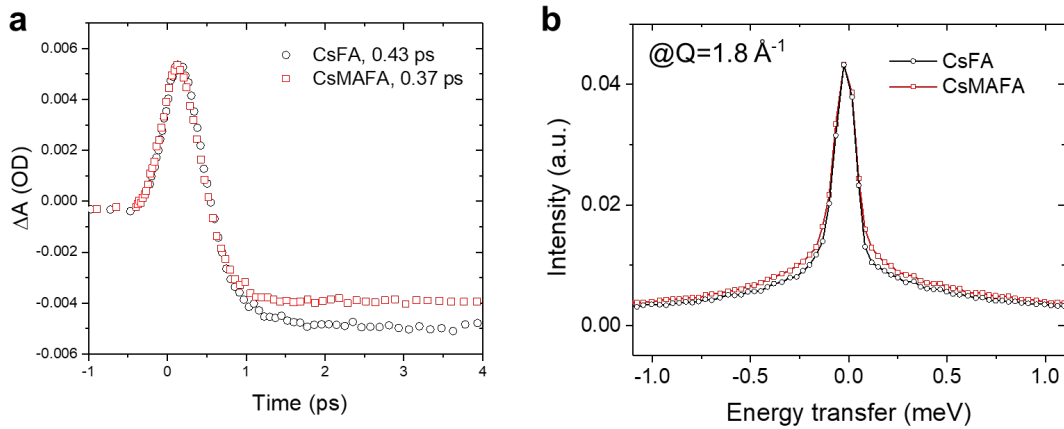 a
0.006
0.004
0.002
0.000
-0.002
-0.004
-0.006
ΔA (OD)
CsFA, 0.43 ps
CsMAFA, 0.37 ps
-1
0
1
2
3
4
Time (ps)
b
@Q=1.8 Å-1
CsFA
CsMAFA
0.04
0.02
0.00
Intensity (a.u.)
-1.0
-0.5
0.0
0.5
1.0
Energy transfer (meV)